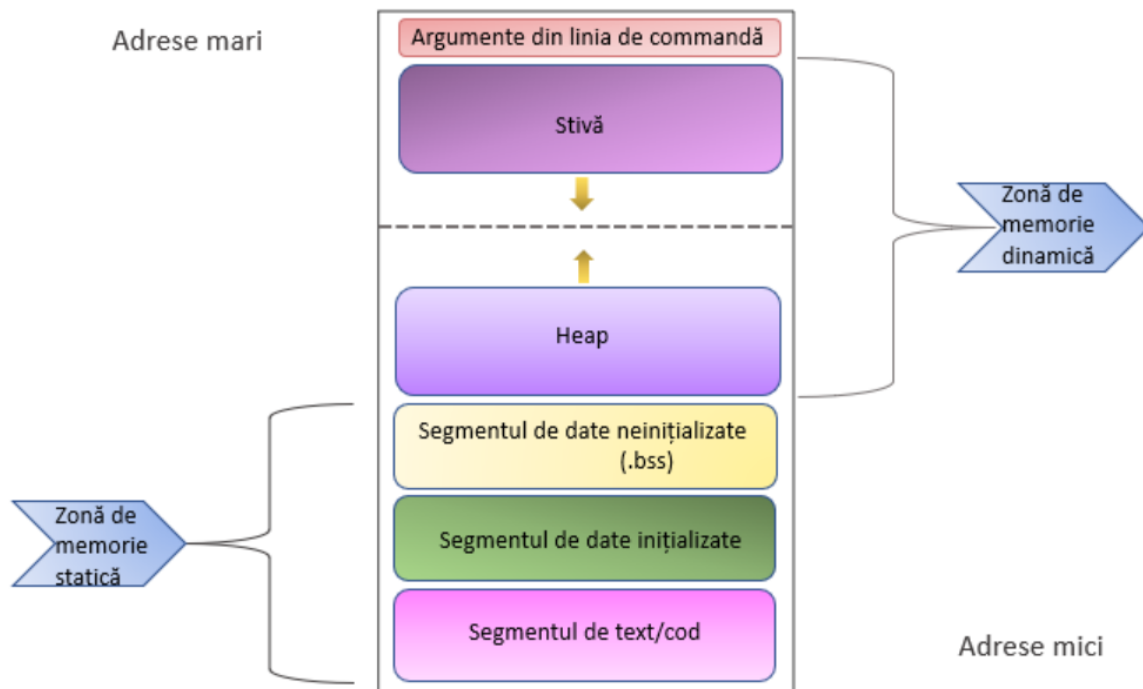 Adrese mari
Argumente din linia de commandă
Stivă
Zonă de
memorie
dinamică
Heap
Segmentul de date neinițializate
(.bss)
Zonă de
memorie
statică
Segmentul de date inițializate
Segmentul de text/cod
Adrese mici